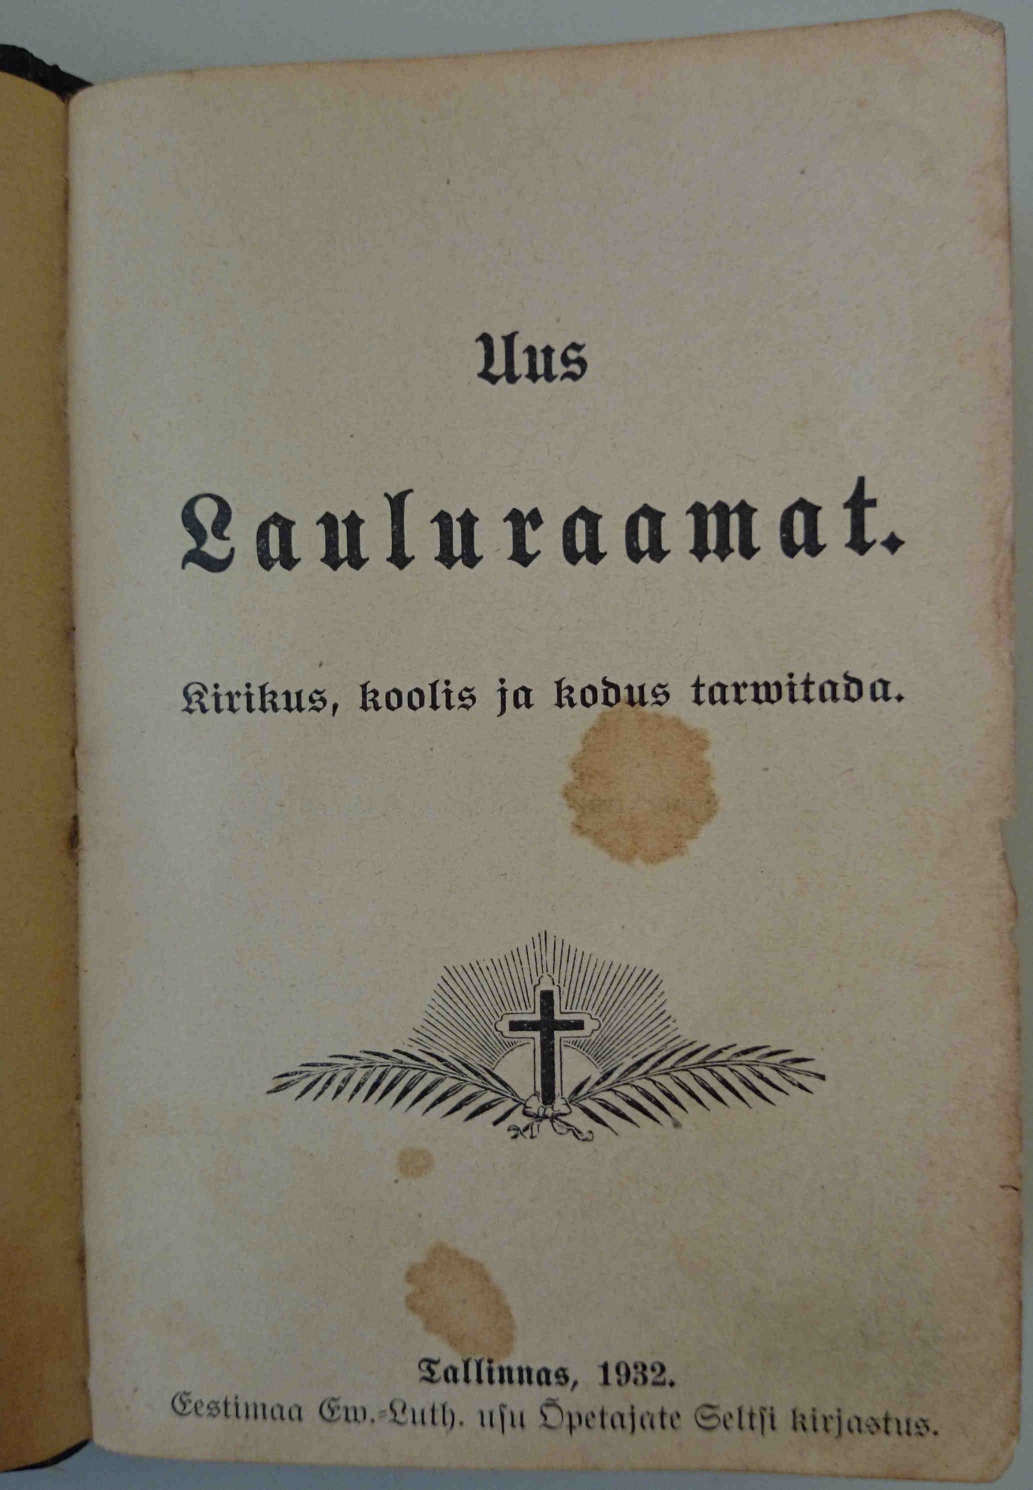 Uus
Lauluraamat.
Kirikus, koolis ja kodus tarwitada.
Tallinnas, 1932.
Eestimaa Ew.-Luth. usu Õpetajate Seltsi kirjastus.